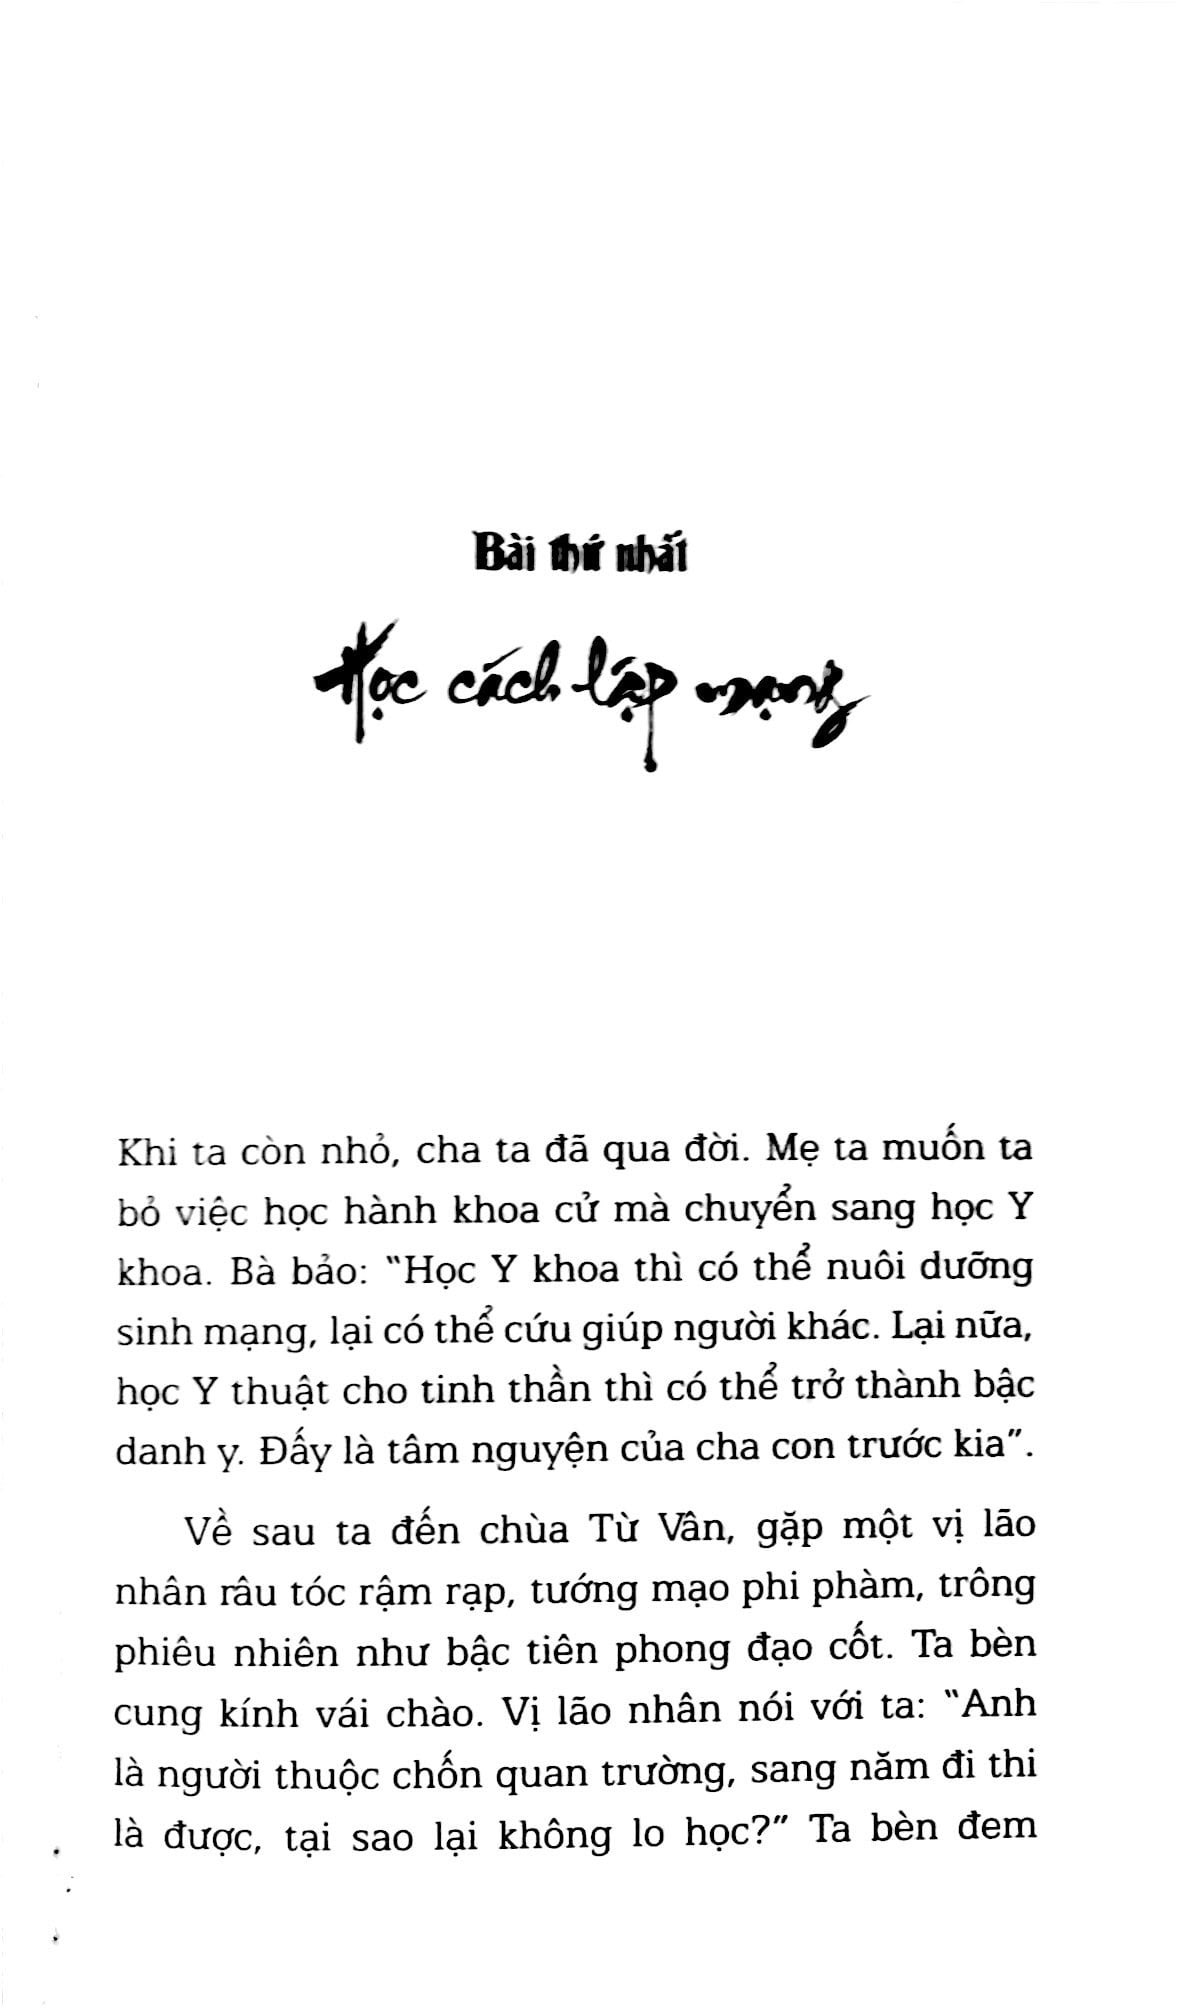 Bài thứ nhất
Học cách lập mạng
Khi ta còn nhỏ, cha ta đã qua đời. Mẹ ta muốn ta
bỏ việc học hành khoa cử mà chuyển sang học Y
khoa. Bà bảo: "Học Y khoa thì có thể nuôi dưỡng
sinh mạng, lại có thể cứu giúp người khác. Lại nữa,
học Y thuật cho tinh thần thì có thể trở thành bậc
danh y. Đấy là tâm nguyện của cha con trước kia".
Về sau ta đến chùa Từ Vân, gặp một vị lão
nhân râu tóc rậm rạp, tướng mạo phi phàm, trông
phiêu nhiên như bậc tiên phong đạo cốt. Ta bèn
cung kính vái chào. Vị lão nhân nói với ta: "Anh
là người thuộc chốn quan trường, sang năm đi thi
là được, tại sao lại không lo học?" Ta bèn đem